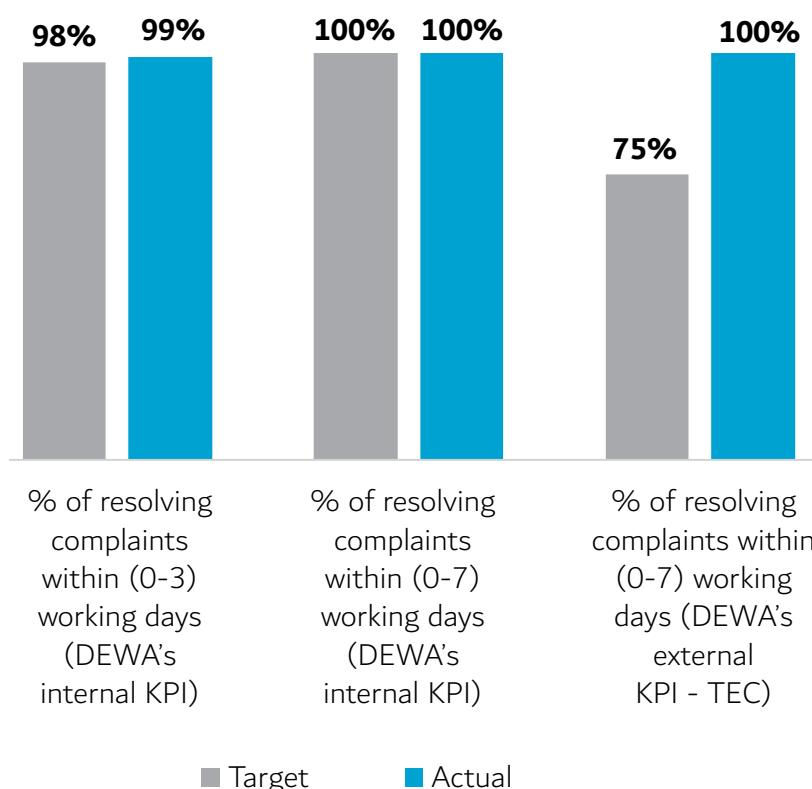 98%
99%
100%
100%
75%
100%
% of resolving
complaints
within (0-3)
working days
(DEWA’s
internal KPI)
% of resolving
complaints
within (0-7)
working days
(DEWA’s
internal KPI)
% of resolving
complaints within
(0-7) working
days (DEWA’s
external
KPI - TEC)
Target
Actual